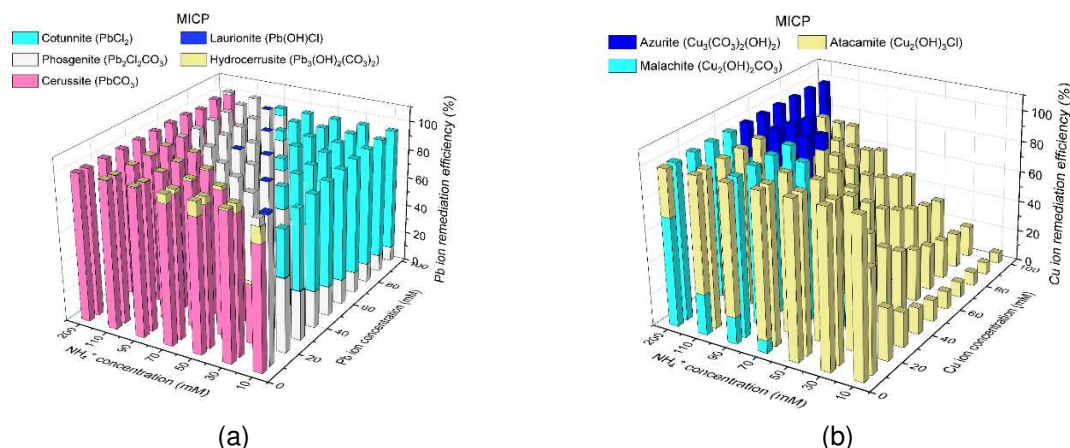 MICP
Cotunnite (PbCl₂)
Laurionite (Pb(OH)Cl)
Phosgenite (Pb₂Cl₂CO₃)
Hydrocerrusite (Pb₃(OH)₂(CO₃)₂)
Cerussite (PbCO₃)
100
80
60
40
20
0
Pb ion remediation efficiency (%)
200
110
90
70
50
30
10
NH₄⁺ concentration (mM)
0
20
40
60
80
100
Pb ion concentration (mM)
(a)
MICP
Azurite (Cu₃(CO₃)₂(OH)₂)
Atacamite (Cu₂(OH)₃Cl)
Malachite (Cu₂(OH)₂CO₃)
100
80
60
40
20
0
Cu ion remediation efficiency (%)
200
110
90
70
50
30
10
NH₄⁺ concentration (mM)
0
20
40
60
80
100
Cu ion concentration (mM)
(b)